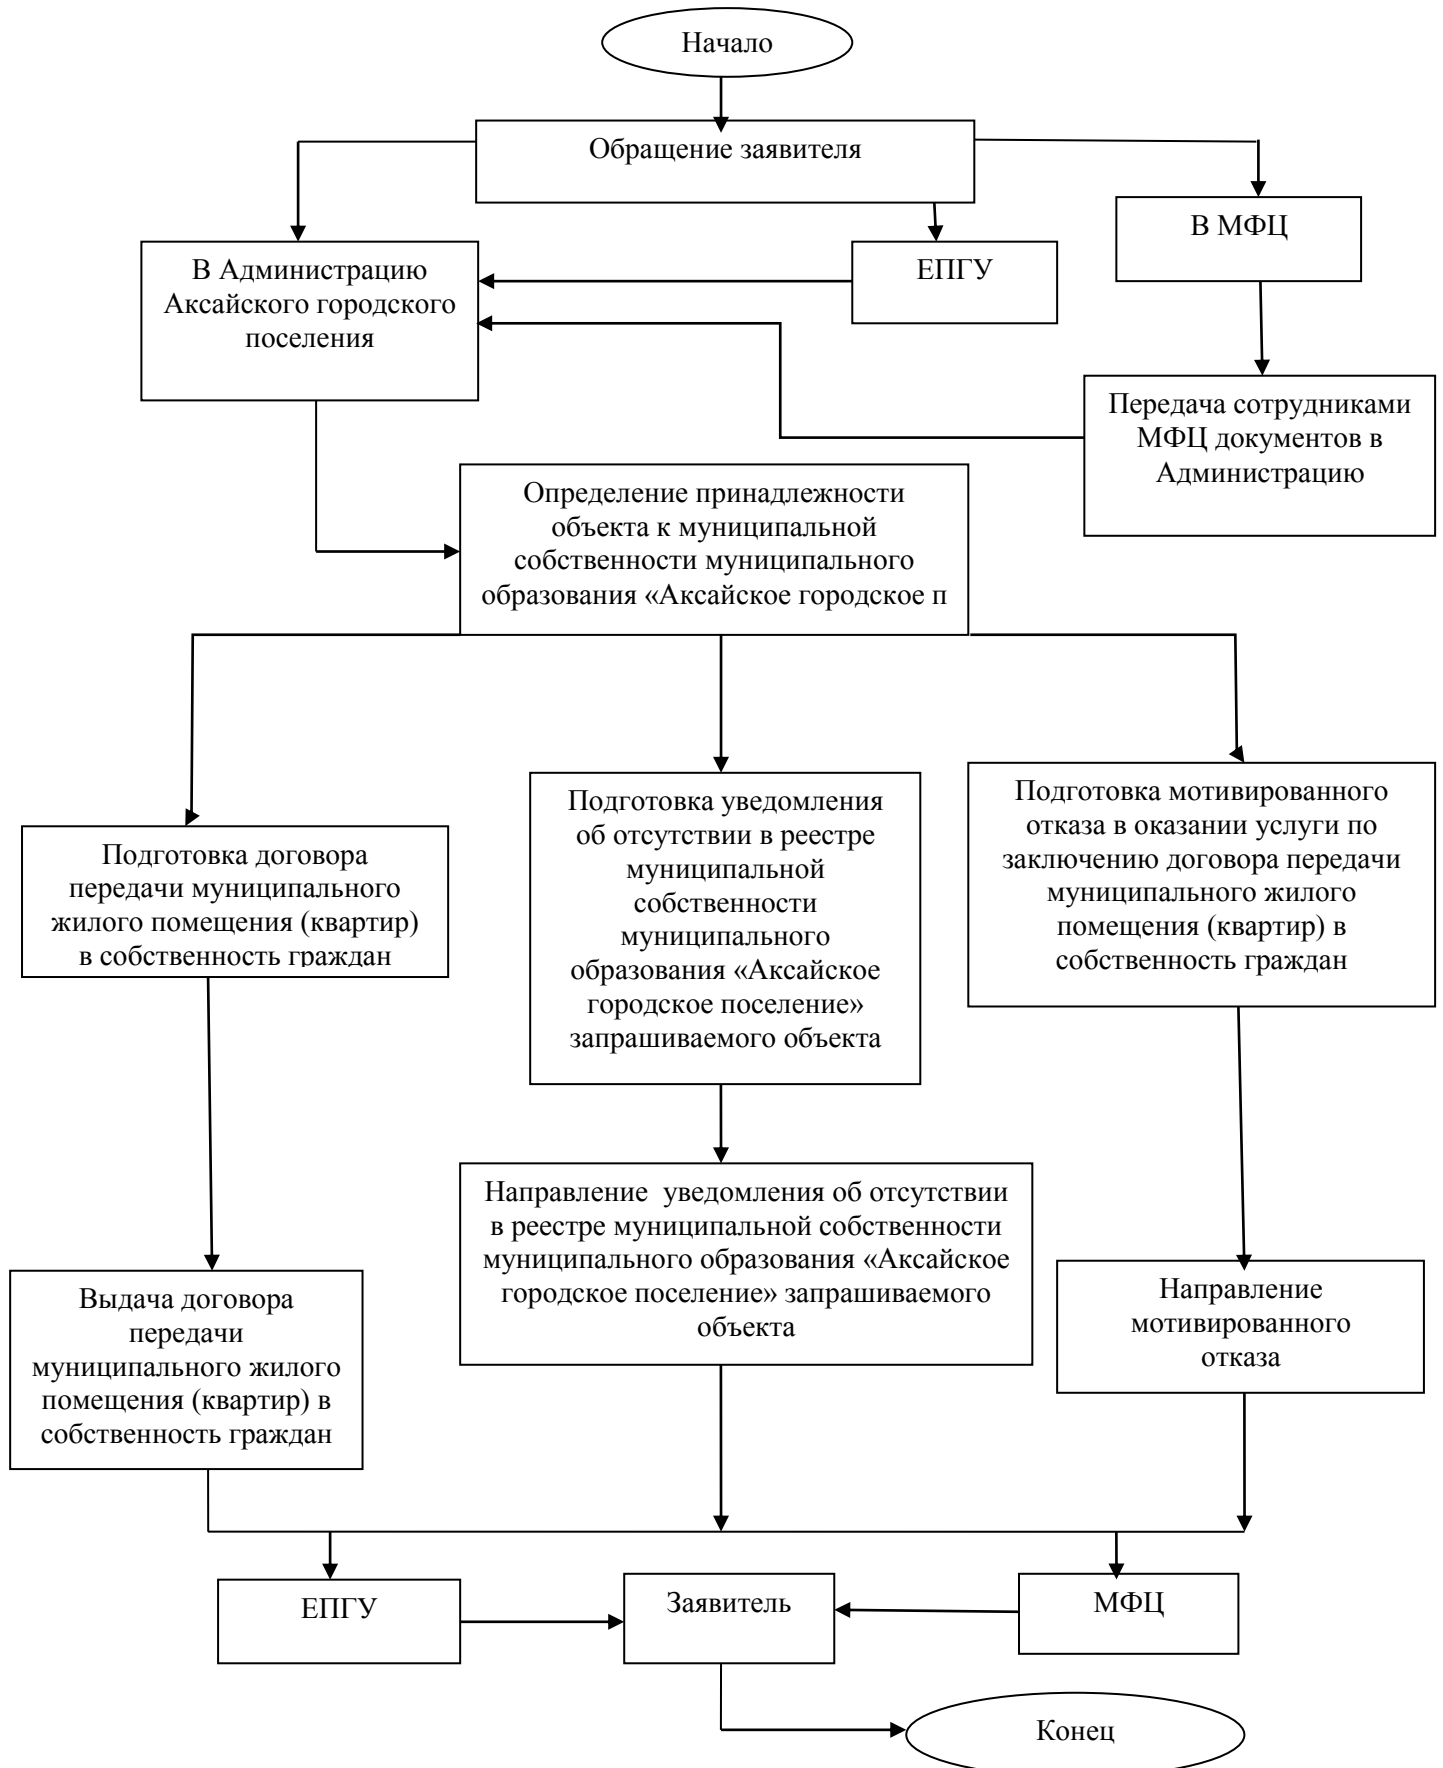 Начало
Обращение заявителя
В МФЦ
В Администрацию
Аксайского городского
поселения
ЕПГУ
Передача сотрудниками
МФЦ документов в
Администрацию
Определение принадлежности
объекта к муниципальной
собственности муниципального
образования «Аксайское городское п
Подготовка договора
передачи муниципального
жилого помещения (квартир)
в собственность граждан
Подготовка уведомления
об отсутствии в реестре
муниципальной
собственности
муниципального
образования «Аксайское
городское поселение»
запрашиваемого объекта
Подготовка мотивированного
отказа в оказании услуги по
заключению договора передачи
муниципального жилого
помещения (квартир) в
собственность граждан
Выдача договора
передачи
муниципального жилого
помещения (квартир) в
собственность граждан
Направление  уведомления об отсутствии
в реестре муниципальной собственности
муниципального образования «Аксайское
городское поселение» запрашиваемого
объекта
Направление
мотивированного
отказа
ЕПГУ
Заявитель
МФЦ
Конец